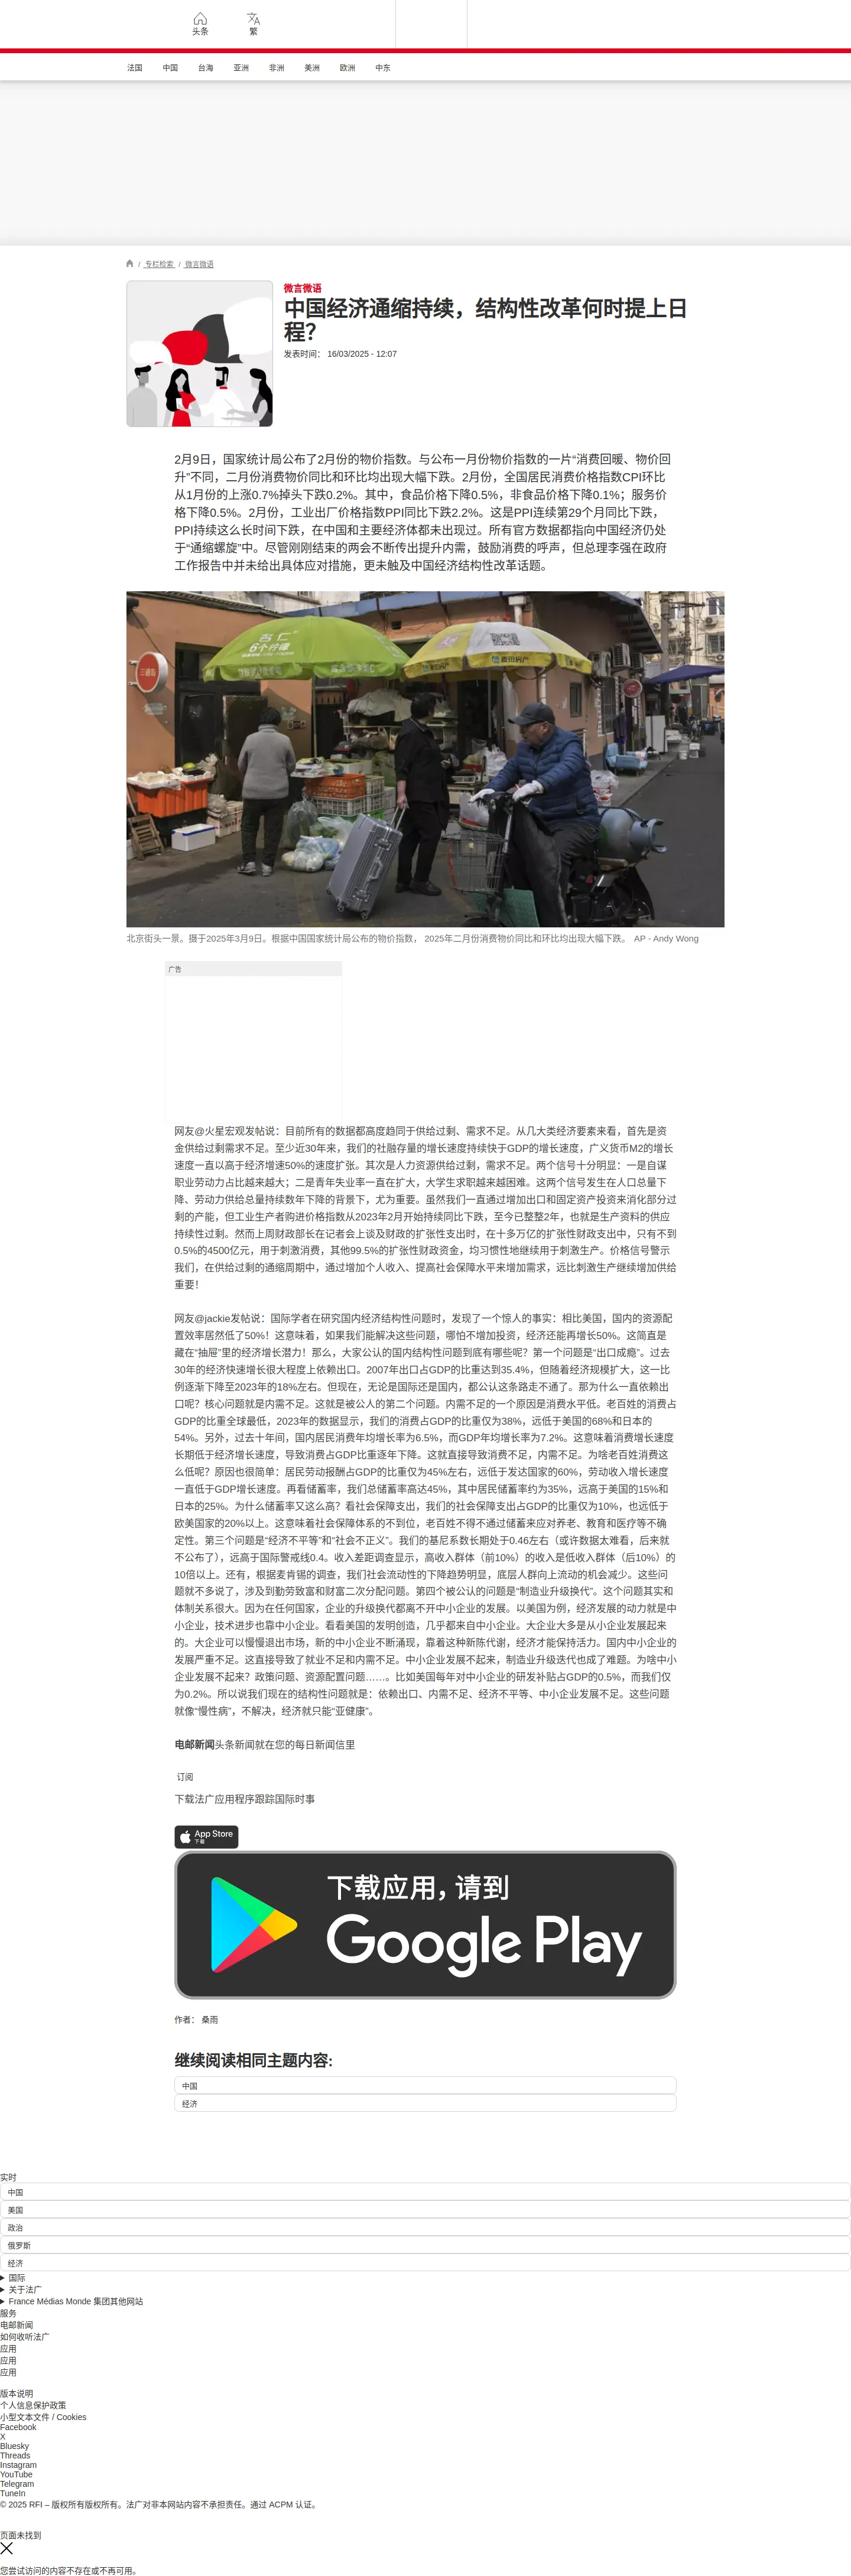 头条
繁
法国 中国 台海 亚洲 非洲 美洲 欧洲 中东
/ 专栏检索 / 微言微语
微言微语
中国经济通缩持续，结构性改革何时提上日
程？
发表时间： 16/03/2025 - 12:07
2月9日，国家统计局公布了2月份的物价指数。与公布一月份物价指数的一片“消费回暖、物价回
升”不同，二月份消费物价同比和环比均出现大幅下跌。2月份，全国居民消费价格指数CPI环比
从1月份的上涨0.7%掉头下跌0.2%。其中，食品价格下降0.5%，非食品价格下降0.1%；服务价
格下降0.5%。2月份，工业出厂价格指数PPI同比下跌2.2%。这是PPI连续第29个月同比下跌，
PPI持续这么长时间下跌，在中国和主要经济体都未出现过。所有官方数据都指向中国经济仍处
于“通缩螺旋”中。尽管刚刚结束的两会不断传出提升内需，鼓励消费的呼声，但总理李强在政府
工作报告中并未给出具体应对措施，更未触及中国经济结构性改革话题。
北京街头一景。摄于2025年3月9日。根据中国国家统计局公布的物价指数， 2025年二月份消费物价同比和环比均出现大幅下跌。 AP - Andy Wong
广告
网友@火星宏观发帖说：目前所有的数据都高度趋同于供给过剩、需求不足。从几大类经济要素来看，首先是资
金供给过剩需求不足。至少近30年来，我们的社融存量的增长速度持续快于GDP的增长速度，广义货币M2的增长
速度一直以高于经济增速50%的速度扩张。其次是人力资源供给过剩，需求不足。两个信号十分明显：一是自谋
职业劳动力占比越来越大；二是青年失业率一直在扩大，大学生求职越来越困难。这两个信号发生在人口总量下
降、劳动力供给总量持续数年下降的背景下，尤为重要。虽然我们一直通过增加出口和固定资产投资来消化部分过
剩的产能，但工业生产者购进价格指数从2023年2月开始持续同比下跌，至今已整整2年，也就是生产资料的供应
持续性过剩。然而上周财政部长在记者会上谈及财政的扩张性支出时，在十多万亿的扩张性财政支出中，只有不到
0.5%的4500亿元，用于刺激消费，其他99.5%的扩张性财政资金，均习惯性地继续用于刺激生产。价格信号警示
我们，在供给过剩的通缩周期中，通过增加个人收入、提高社会保障水平来增加需求，远比刺激生产继续增加供给
重要！
网友@jackie发帖说：国际学者在研究国内经济结构性问题时，发现了一个惊人的事实：相比美国，国内的资源配
置效率居然低了50%！这意味着，如果我们能解决这些问题，哪怕不增加投资，经济还能再增长50%。这简直是
藏在“抽屉”里的经济增长潜力！那么，大家公认的国内结构性问题到底有哪些呢？第一个问题是“出口成瘾”。过去
30年的经济快速增长很大程度上依赖出口。2007年出口占GDP的比重达到35.4%，但随着经济规模扩大，这一比
例逐渐下降至2023年的18%左右。但现在，无论是国际还是国内，都公认这条路走不通了。那为什么一直依赖出
口呢？核心问题就是内需不足。这就是被公人的第二个问题。内需不足的一个原因是消费水平低。老百姓的消费占
GDP的比重全球最低，2023年的数据显示，我们的消费占GDP的比重仅为38%，远低于美国的68%和日本的
54%。另外，过去十年间，国内居民消费年均增长率为6.5%，而GDP年均增长率为7.2%。这意味着消费增长速度
长期低于经济增长速度，导致消费占GDP比重逐年下降。这就直接导致消费不足，内需不足。为啥老百姓消费这
么低呢？原因也很简单：居民劳动报酬占GDP的比重仅为45%左右，远低于发达国家的60%，劳动收入增长速度
一直低于GDP增长速度。再看储蓄率，我们总储蓄率高达45%，其中居民储蓄率约为35%，远高于美国的15%和
日本的25%。为什么储蓄率又这么高？看社会保障支出，我们的社会保障支出占GDP的比重仅为10%，也远低于
欧美国家的20%以上。这意味着社会保障体系的不到位，老百姓不得不通过储蓄来应对养老、教育和医疗等不确
定性。第三个问题是“经济不平等”和“社会不正义”。我们的基尼系数长期处于0.46左右（或许数据太难看，后来就
不公布了），远高于国际警戒线0.4。收入差距调查显示，高收入群体（前10%）的收入是低收入群体（后10%）的
10倍以上。还有，根据麦肯锡的调查，我们社会流动性的下降趋势明显，底层人群向上流动的机会减少。这些问
题就不多说了，涉及到勤劳致富和财富二次分配问题。第四个被公认的问题是“制造业升级换代”。这个问题其实和
体制关系很大。因为在任何国家，企业的升级换代都离不开中小企业的发展。以美国为例，经济发展的动力就是中
小企业，技术进步也靠中小企业。看看美国的发明创造，几乎都来自中小企业。大企业大多是从小企业发展起来
的。大企业可以慢慢退出市场，新的中小企业不断涌现，靠着这种新陈代谢，经济才能保持活力。国内中小企业的
发展严重不足。这直接导致了就业不足和内需不足。中小企业发展不起来，制造业升级迭代也成了难题。为啥中小
企业发展不起来？政策问题、资源配置问题……。比如美国每年对中小企业的研发补贴占GDP的0.5%，而我们仅
为0.2%。所以说我们现在的结构性问题就是：依赖出口、内需不足、经济不平等、中小企业发展不足。这些问题
就像“慢性病”，不解决，经济就只能“亚健康”。
电邮新闻头条新闻就在您的每日新闻信里
订阅
下载法广应用程序跟踪国际时事
App Store
下载
下载应用，请到
Google Play
作者： 桑雨
继续阅读相同主题内容:
中国
经济
实时
中国
美国
政治
俄罗斯
经济
国际
关于法广
France Médias Monde 集团其他网站
服务
电邮新闻
如何收听法广
应用
应用
应用
版本说明
个人信息保护政策
小型文本文件 / Cookies
Facebook
X
Bluesky
Threads
Instagram
YouTube
Telegram
TuneIn
© 2025 RFI – 版权所有版权所有。法广对非本网站内容不承担责任。通过 ACPM 认证。
页面未找到
您尝试访问的内容不存在或不再可用。